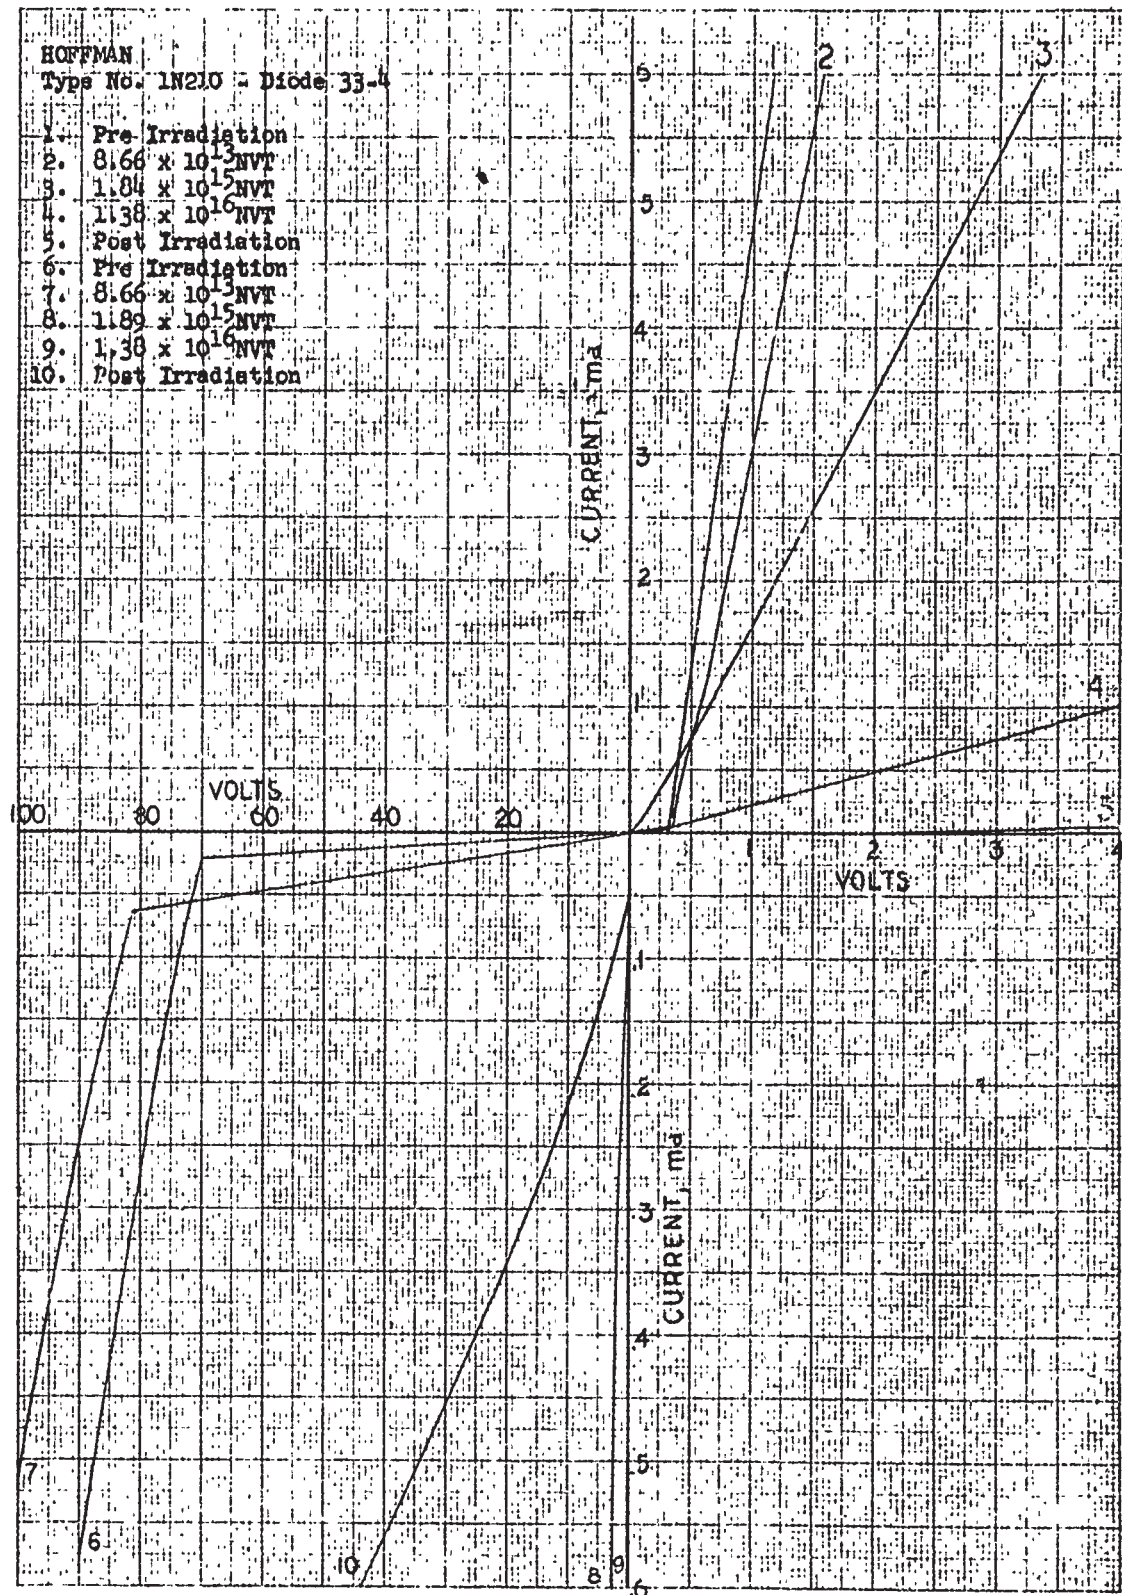 HOFFMAN
Type No. 1N210 - Diode 33-4
1. Pre Irradiation
2. 8.66 x 10^13 NVT
3. 1.84 x 10^15 NVT
4. 1.38 x 10^16 NVT
5. Post Irradiation
6. Pre Irradiation
7. 8.66 x 10^13 NVT
8. 1.89 x 10^15 NVT
9. 1.38 x 10^16 NVT
10. Post Irradiation
1 2 3
6
5
4
CURRENT, ma
3
2
1
4
VOLTS
100 80 60 40 20
5
1 2 3 4
VOLTS
.1
.2
CURRENT, ma
.3
.4
.5
7
6
10
8 9
.6